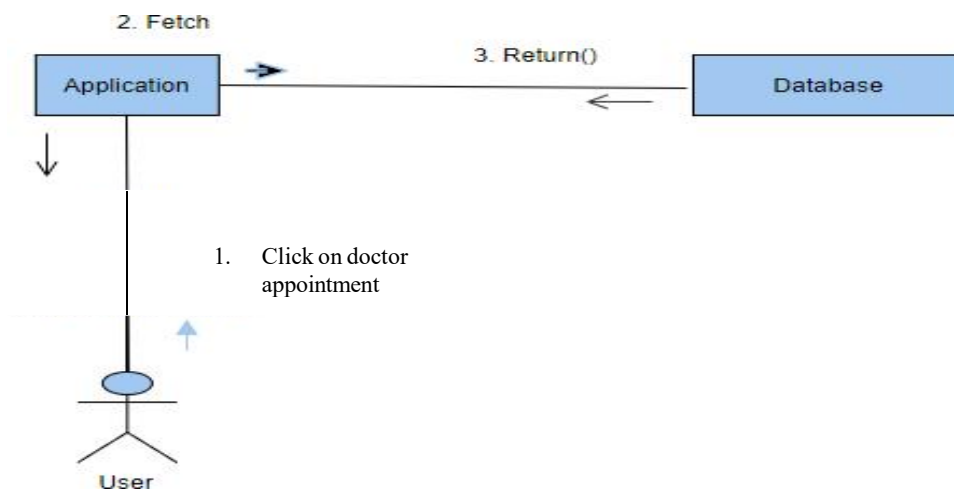 2. Fetch
3. Return()
Application
Database
1. Click on doctor
appointment
User